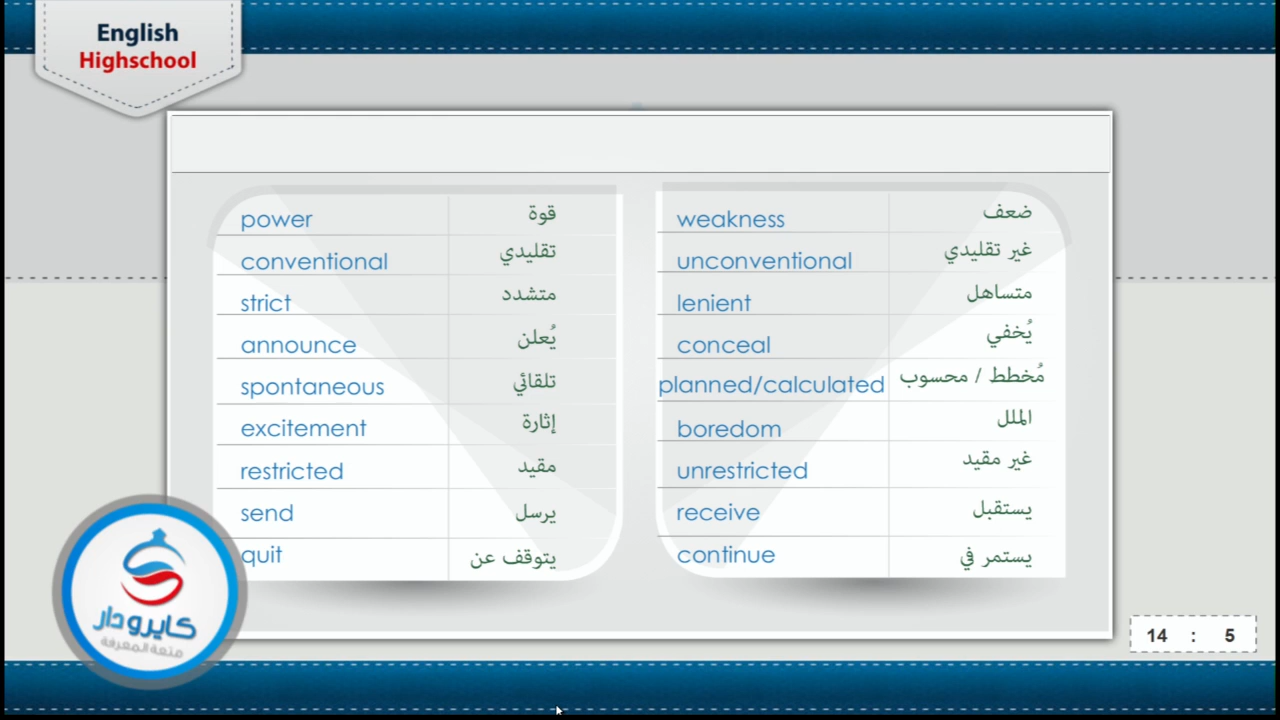 English
Highschool
power قوة weakness ضعف
conventional تقليدي unconventional غير تقليدي
strict متشدد lenient متساهل
announce يُعلن conceal يُخفي
spontaneous تلقائي planned/calculated مُخطط / محسوب
excitement إثارة boredom الملل
restricted مقيد unrestricted غير مقيد
send يرسل receive يستقبل
quit يتوقف عن continue يستمر في
كايرودار
متعة المعرفة
14 : 5